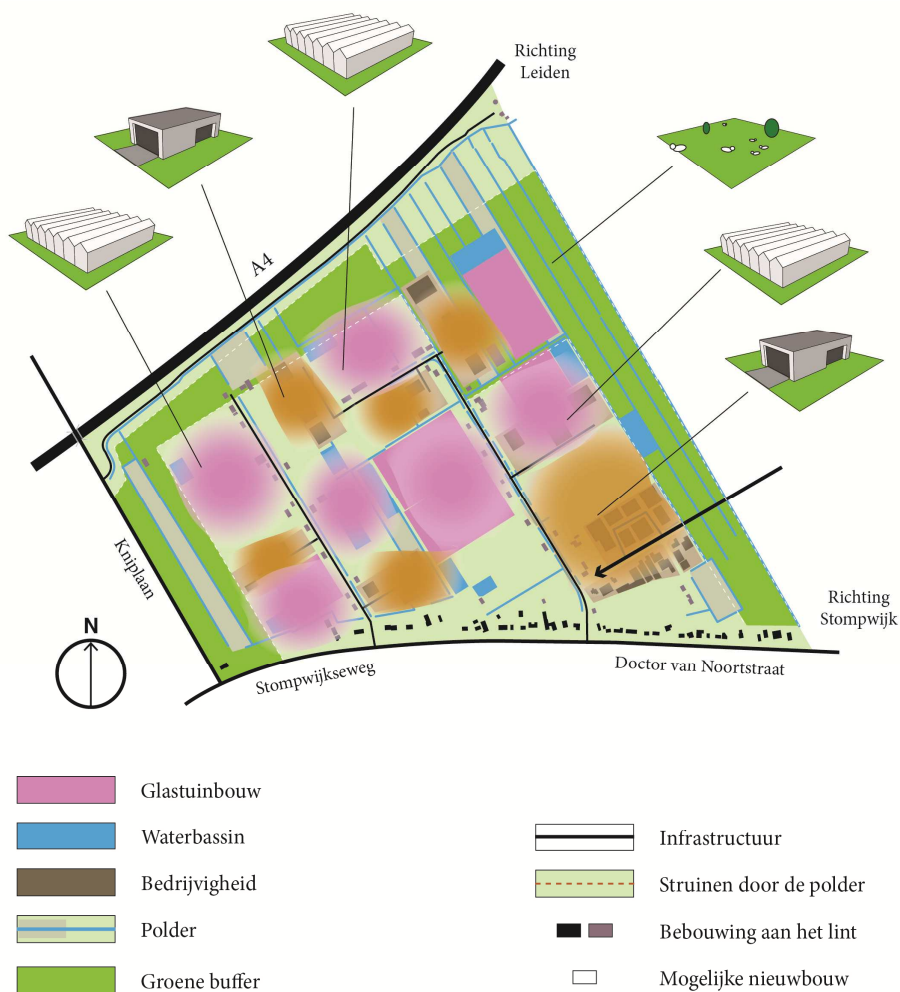 Richting
Leiden
A4
Kniplaan
N
Stompwijkseweg
Doctor van Noortstraat
Richting
Stompwijk
Glastuinbouw
Waterbassin
Bedrijvigheid
Polder
Groene buffer
Infrastructuur
Struinen door de polder
Bebouwing aan het lint
Mogelijke nieuwbouw